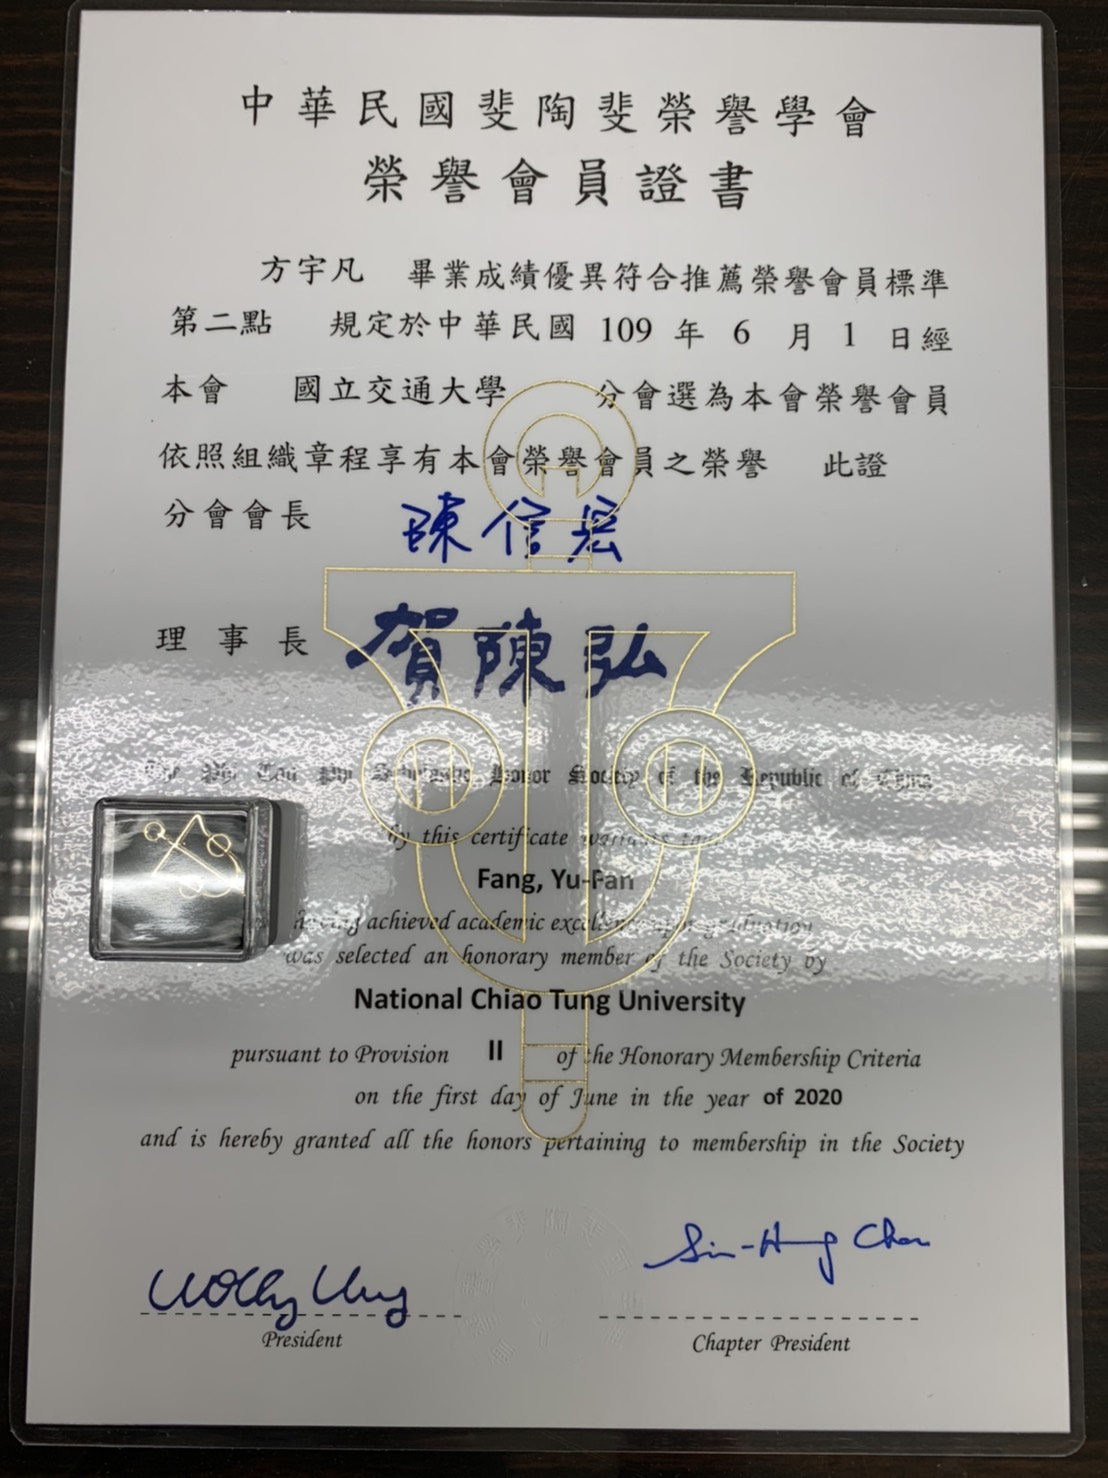 中華民國斐陶斐榮譽學會
榮譽會員證書
方宇凡 畢業成績優異符合推薦榮譽會員標準
第二點 規定於中華民國 109 年 6 月 1 日經
本會 國立交通大學 分會選為本會榮譽會員
依照組織章程享有本會榮譽會員之榮譽 此證
分會會長 陳信宏
理事長 賀陳弘
The Phi Tau Phi Scholastic Honor Society of the Republic of China
by this certificate
Fang, Yu-Fan
having achieved academic excellence upon graduation
was selected an honorary member of the Society by
National Chiao Tung University
pursuant to Provision II of the Honorary Membership Criteria
on the first day of June in the year of 2020
and is hereby granted all the honors pertaining to membership in the Society
Sin-Horng Chen
President
Chapter President